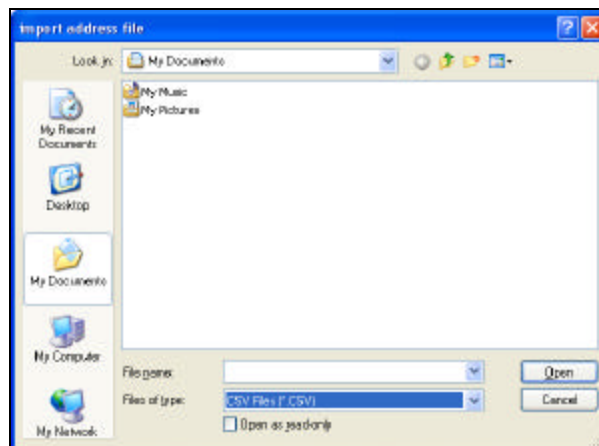 import address file
Look in: My Documents
My Music
My Pictures
My Recent
Documents
Desktop
My Documents
My Computer
My Network
File name:
Open
Files of type: CSV Files (*.CSV)
Cancel
Open as read-only